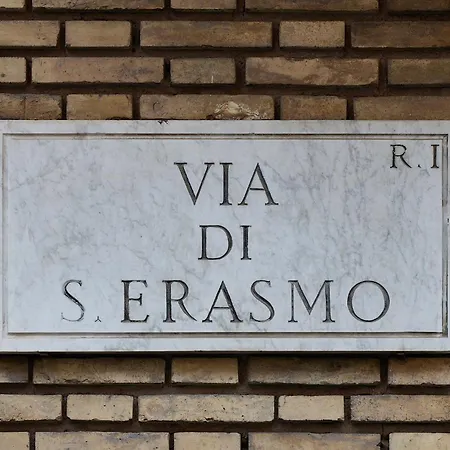 R. I
VIA
DI
S. ERASMO